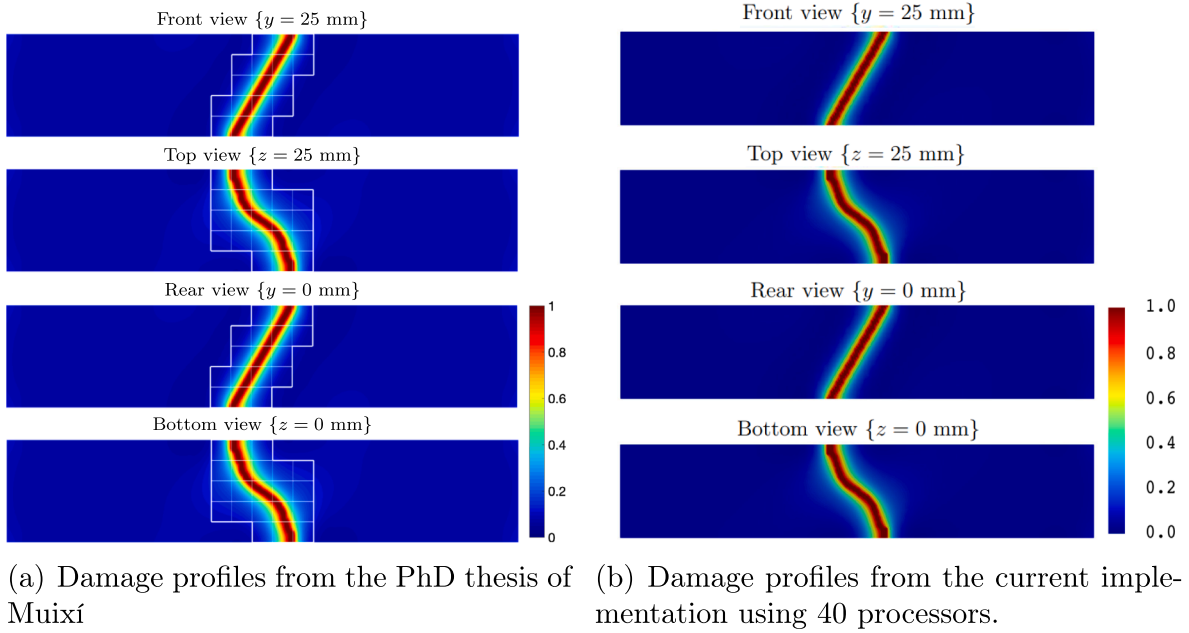 Front view {y = 25 mm}
Top view {z = 25 mm}
Rear view {y = 0 mm}
Bottom view {z = 0 mm}
1
0.8
0.6
0.4
0.2
0
(a) Damage profiles from the PhD thesis of
Muixí
Front view {y = 25 mm}
Top view {z = 25 mm}
Rear view {y = 0 mm}
Bottom view {z = 0 mm}
1.0
0.8
0.6
0.4
0.2
0.0
(b) Damage profiles from the current imple-
mentation using 40 processors.